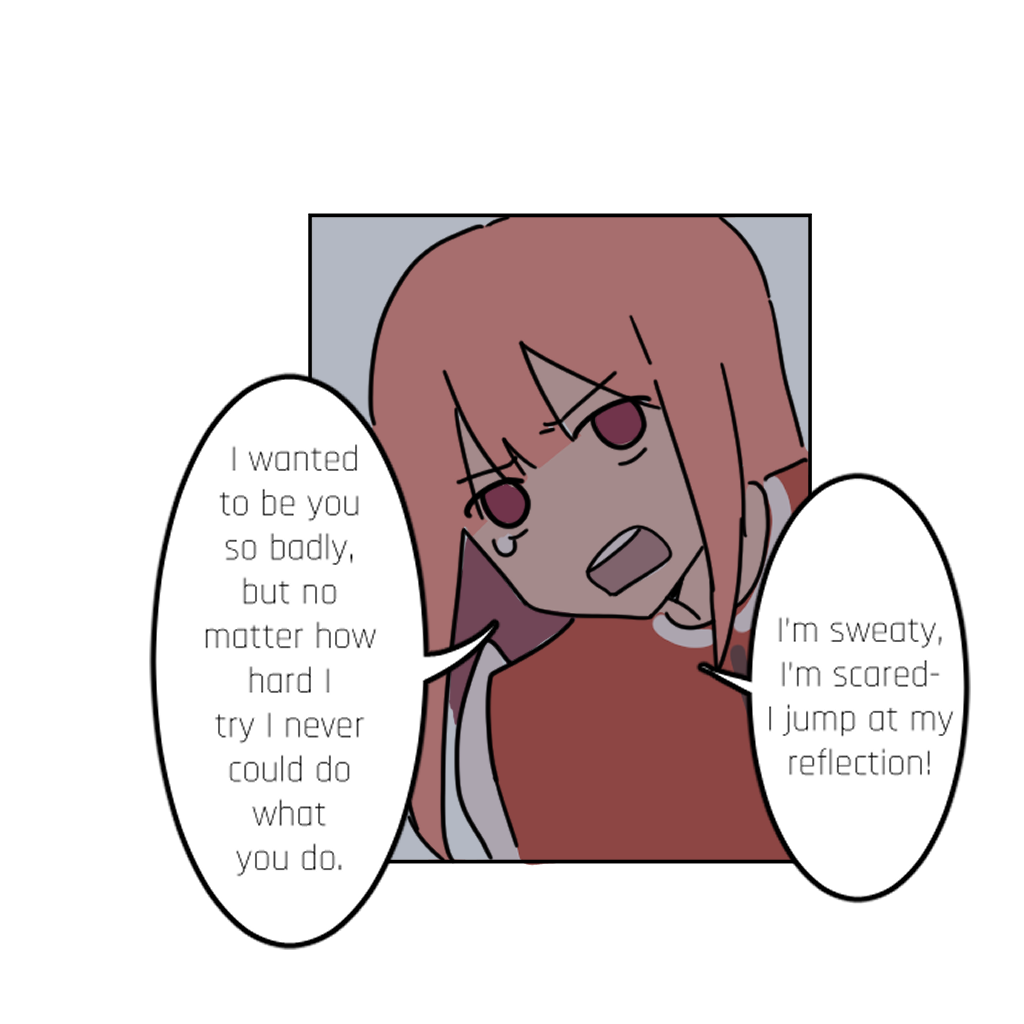 I wanted
to be you
so badly,
but no
matter how
hard I
try I never
could do
what
you do.
I'm sweaty,
I'm scared-
I jump at my
reflection!